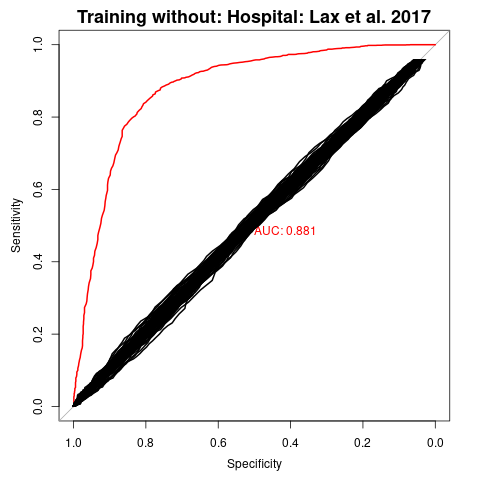 Training without: Hospital: Lax et al. 2017
1.0
0.8
0.6
0.4
0.2
0.0
Sensitivity
AUC: 0.881
1.0 0.8 0.6 0.4 0.2 0.0
Specificity